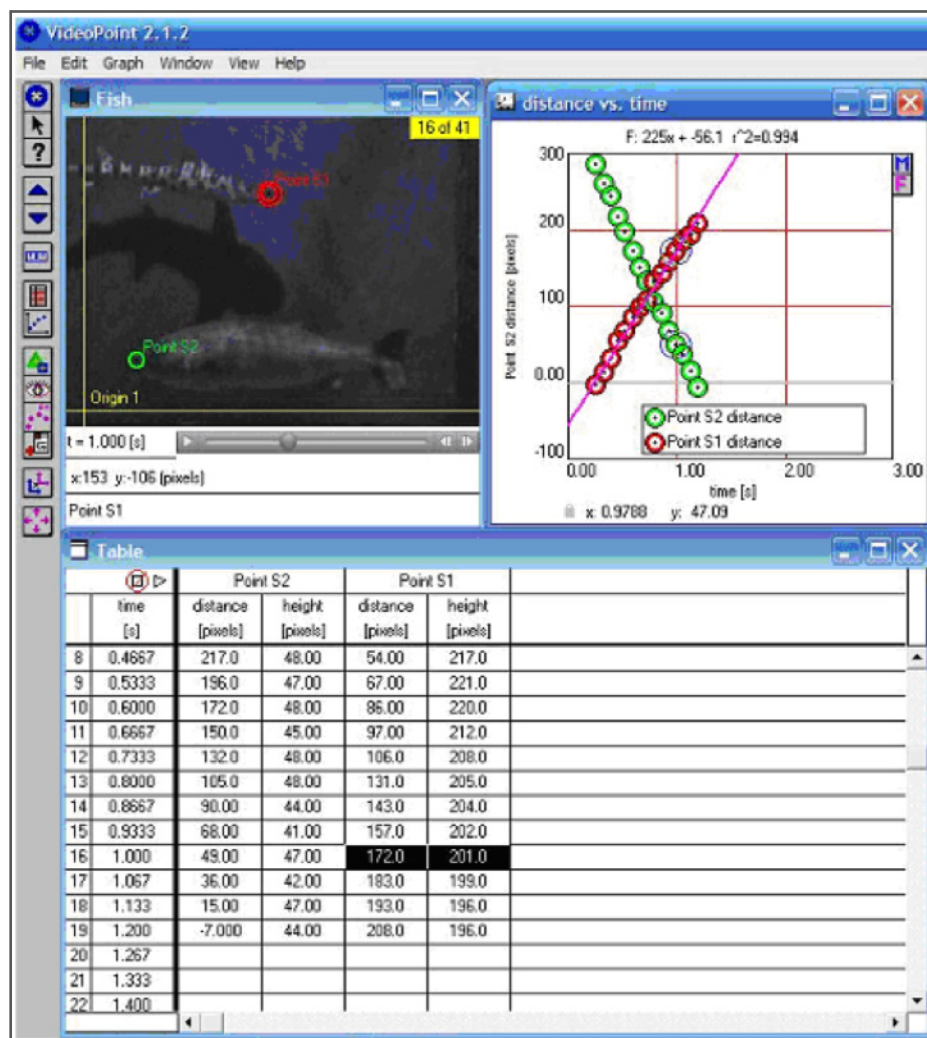 VideoPoint 2.1.2
File Edit Graph Window View Help
Fish
16 of 41
Point S1
Point S2
Origin 1
t = 1.000 [s]
x:153 y:-106 (pixels)
Point S1
distance vs. time
F: 225x + -56.1 r^2=0.994
M
F
Point S2 distance [pixels]
300
200
100
0.00
-100
Point S2 distance
Point S1 distance
0.00 1.00 2.00 3.00
time [s]
x: 0.9788 y: 47.09
Table
Point S2 Point S1
time distance height distance height
[s] [pixels] [pixels] [pixels] [pixels]
8 0.4667 217.0 48.00 54.00 217.0
9 0.5333 196.0 47.00 67.00 221.0
10 0.6000 172.0 48.00 86.00 220.0
11 0.6667 150.0 45.00 97.00 212.0
12 0.7333 132.0 48.00 106.0 208.0
13 0.8000 105.0 48.00 131.0 205.0
14 0.8667 90.00 44.00 143.0 204.0
15 0.9333 68.00 41.00 157.0 202.0
16 1.000 49.00 47.00 172.0 201.0
17 1.067 36.00 42.00 183.0 199.0
18 1.133 15.00 47.00 193.0 196.0
19 1.200 -7.000 44.00 208.0 196.0
20 1.267
21 1.333
22 1.400